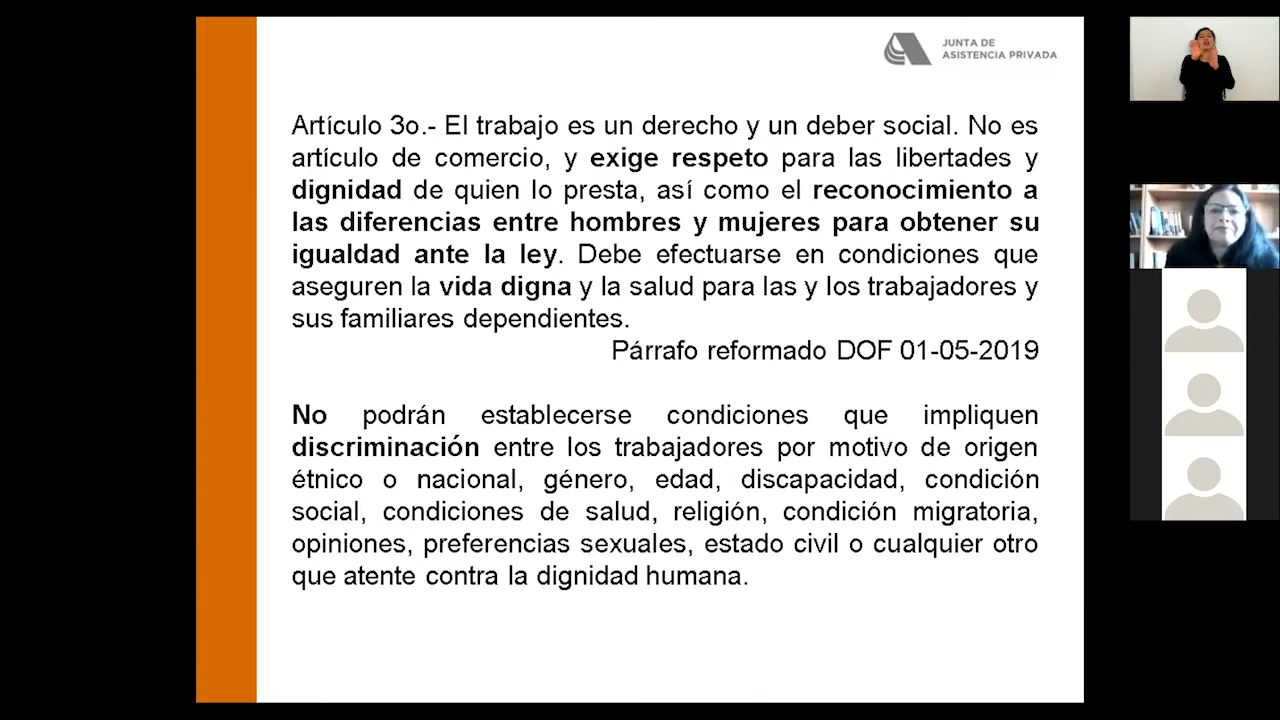 JUNTA DE
ASISTENCIA PRIVADA
Artículo 3o.- El trabajo es un derecho y un deber social. No es
artículo de comercio, y exige respeto para las libertades y
dignidad de quien lo presta, así como el reconocimiento a
las diferencias entre hombres y mujeres para obtener su
igualdad ante la ley. Debe efectuarse en condiciones que
aseguren la vida digna y la salud para las y los trabajadores y
sus familiares dependientes.
Párrafo reformado DOF 01-05-2019
No podrán establecerse condiciones que impliquen
discriminación entre los trabajadores por motivo de origen
étnico o nacional, género, edad, discapacidad, condición
social, condiciones de salud, religión, condición migratoria,
opiniones, preferencias sexuales, estado civil o cualquier otro
que atente contra la dignidad humana.